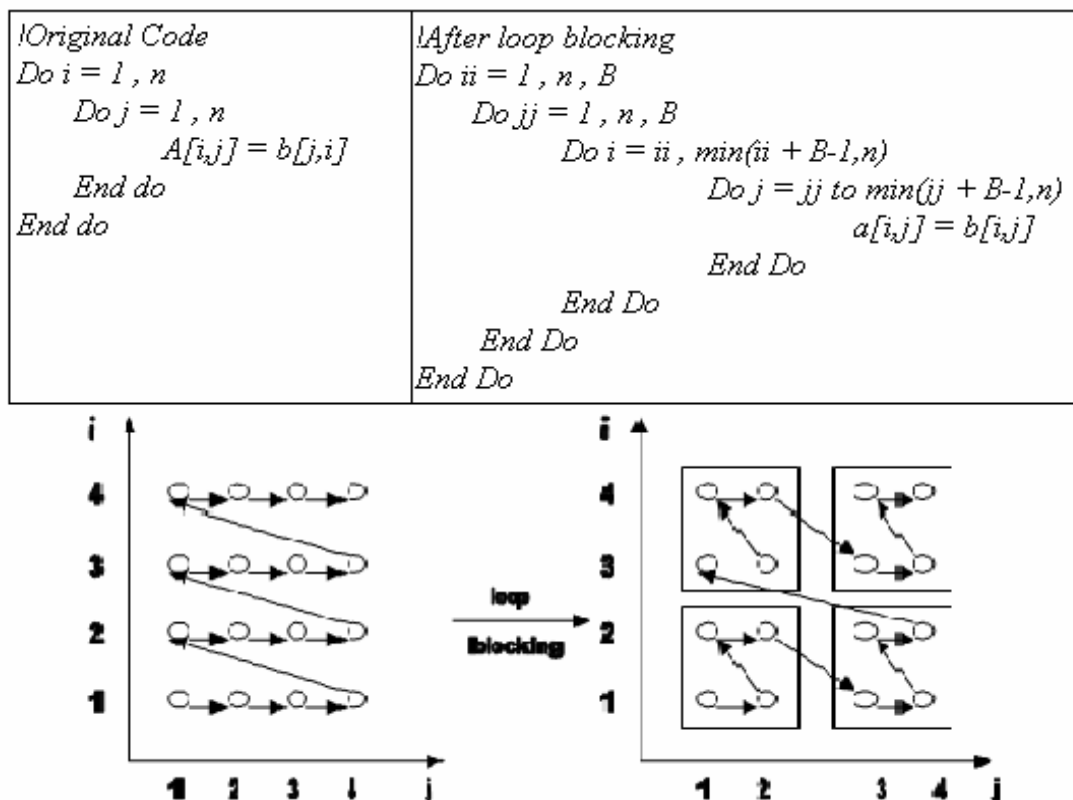 !Original Code
Do i = 1 , n
Do j = 1 , n
A[i,j] = b[j,i]
End do
End do
!After loop blocking
Do ii = 1 , n , B
Do jj = 1 , n , B
Do i = ii , min(ii + B-1,n)
Do j = jj to min(jj + B-1,n)
a[i,j] = b[i,j]
End Do
End Do
End Do
End Do
i
4
3
2
1
1 2 3 4 j
loop
blocking
i
4
3
2
1
1 2 3 4 j